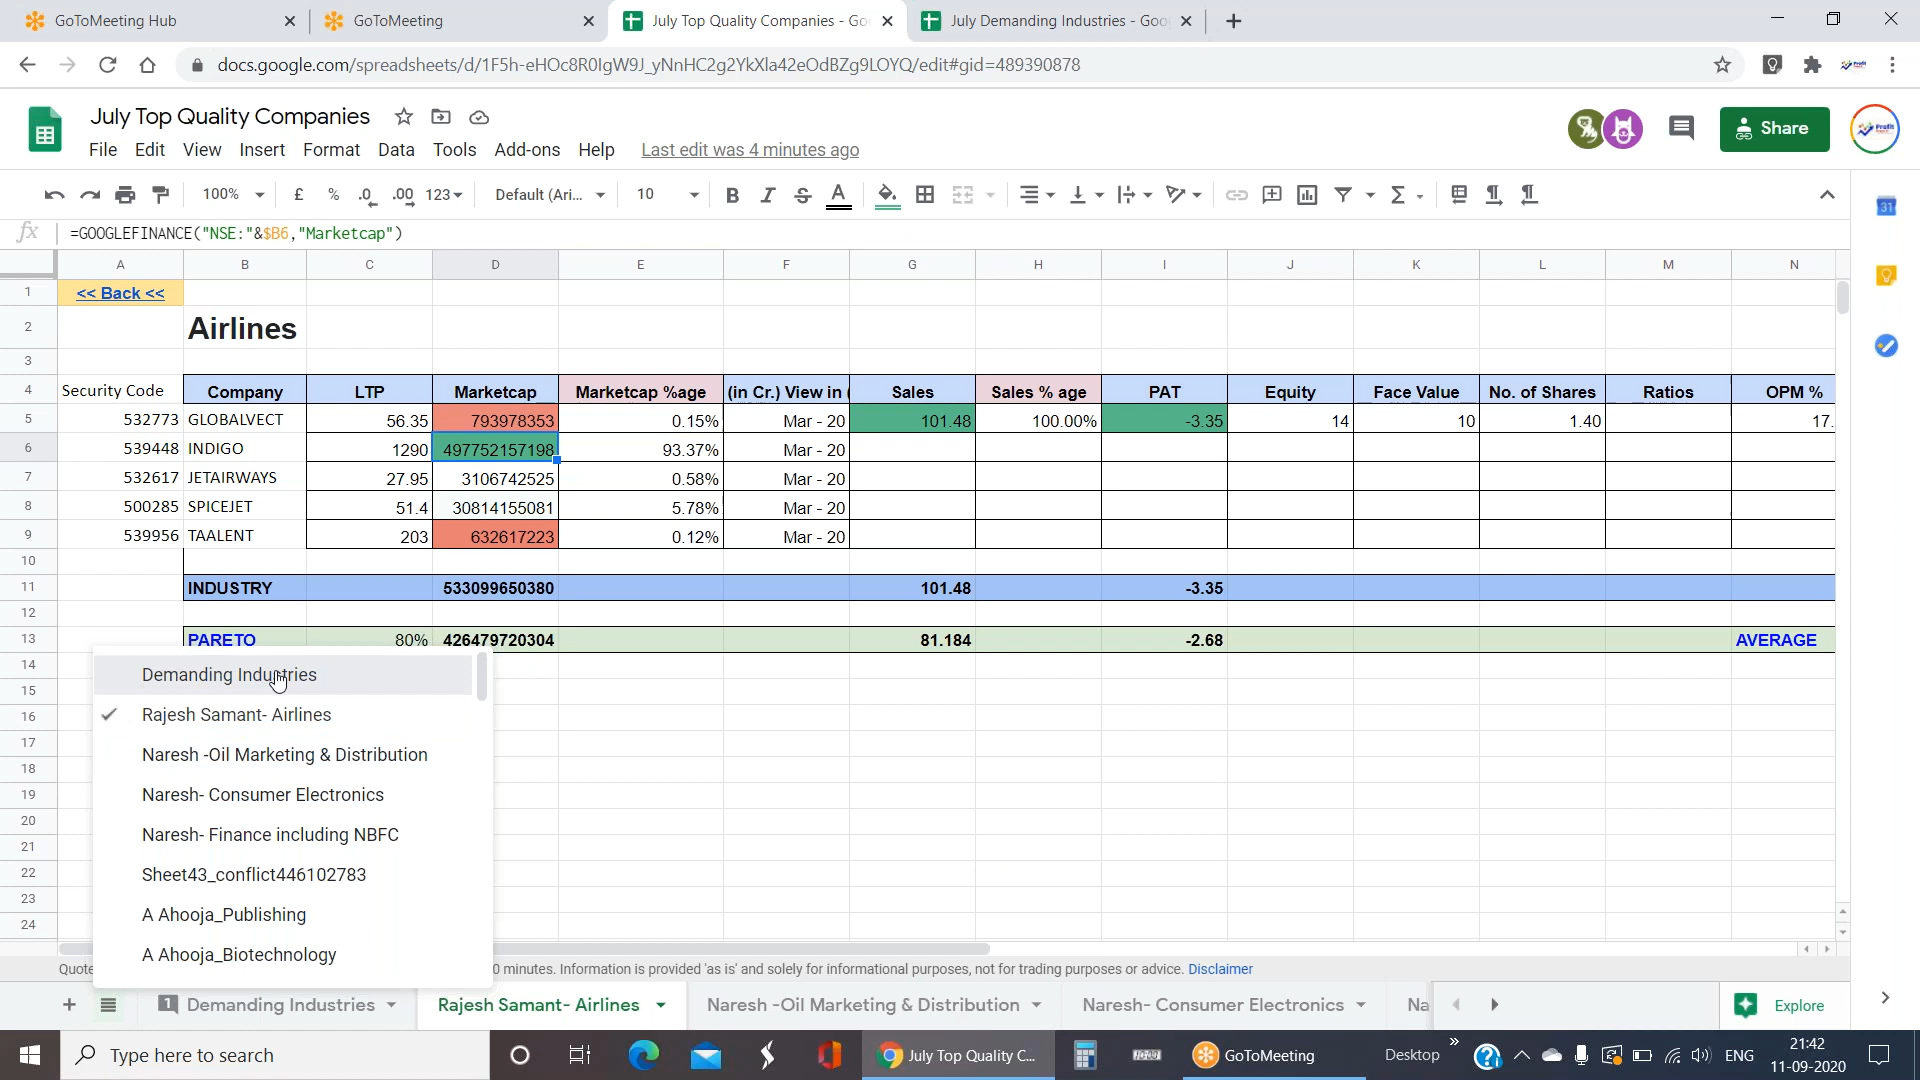 GoToMeeting Hub
GoToMeeting
July Top Quality Companies - Go
July Demanding Industries - Goo
docs.google.com/spreadsheets/d/1F5h-eHOc8R0IgW9J_yNnHC2g2YkXla42eOdBZg9LOYQ/edit#gid=489390878
July Top Quality Companies
Share
File Edit View Insert Format Data Tools Add-ons Help Last edit was 4 minutes ago
100% £ % .0 .00 123 Default (Ari... 10 B I S A
fx =GOOGLEFINANCE("NSE:"&$B6,"Marketcap")
A B C D E F G H I J K L M N
1 << Back <<
2 Airlines
3
4 Security Code Company LTP Marketcap Marketcap %age (in Cr.) View in ( Sales Sales % age PAT Equity Face Value No. of Shares Ratios OPM %
5 532773 GLOBALVECT 56.35 793978353 0.15% Mar - 20 101.48 100.00% -3.35 14 10 1.40 17.
6 539448 INDIGO 1290 497752157198 93.37% Mar - 20
7 532617 JETAIRWAYS 27.95 3106742525 0.58% Mar - 20
8 500285 SPICEJET 51.4 30814155081 5.78% Mar - 20
9 539956 TAALENT 203 632617223 0.12% Mar - 20
10
11 INDUSTRY 533099650380 101.48 -3.35
12
13 PARETO 80% 426479720304 81.184 -2.68 AVERAGE
14
15
16
17
18
19
20
21
22
23
24
Demanding Industries
Rajesh Samant- Airlines
Naresh -Oil Marketing & Distribution
Naresh- Consumer Electronics
Naresh- Finance including NBFC
Sheet43_conflict446102783
A Ahooja_Publishing
A Ahooja_Biotechnology
Quote 0 minutes. Information is provided 'as is' and solely for informational purposes, not for trading purposes or advice. Disclaimer
1 Demanding Industries Rajesh Samant- Airlines Naresh -Oil Marketing & Distribution Naresh- Consumer Electronics Na Explore
Type here to search
July Top Quality C...
GoToMeeting
Desktop
ENG
21:42
11-09-2020